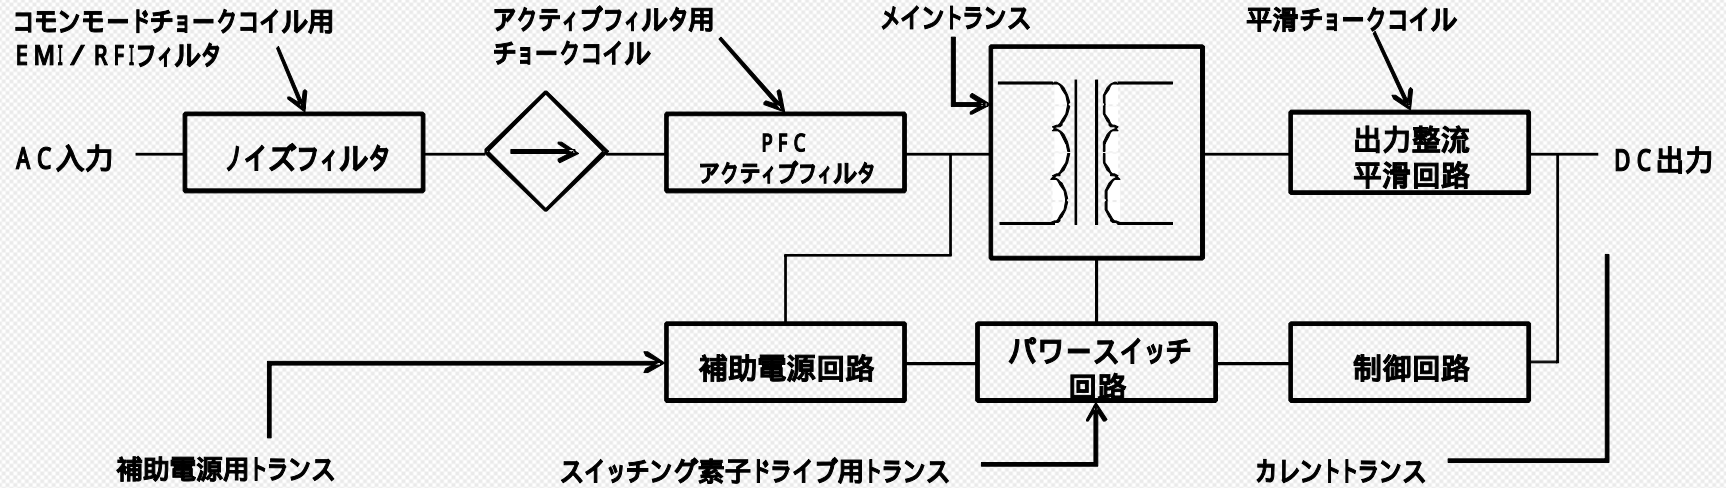 コモンモードチョークコイル用
EMI/RFIフィルタ
アクティブフィルタ用
チョークコイル
メイントランス
平滑チョークコイル
AC入力
ノイズフィルタ
PFC
アクティブフィルタ
出力整流
平滑回路
DC出力
補助電源回路
パワースイッチ
回路
制御回路
補助電源用トランス
スイッチング素子ドライブ用トランス
カレントトランス